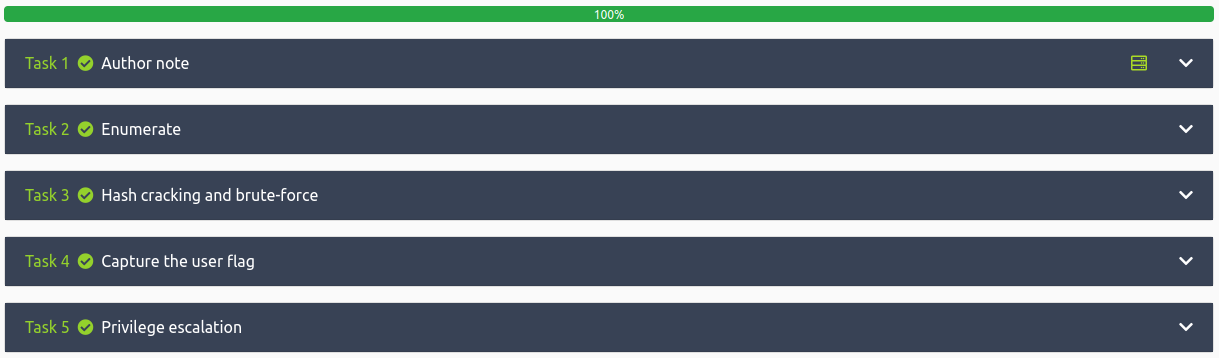 100%
Task 1 Author note
Task 2 Enumerate
Task 3 Hash cracking and brute-force
Task 4 Capture the user flag
Task 5 Privilege escalation